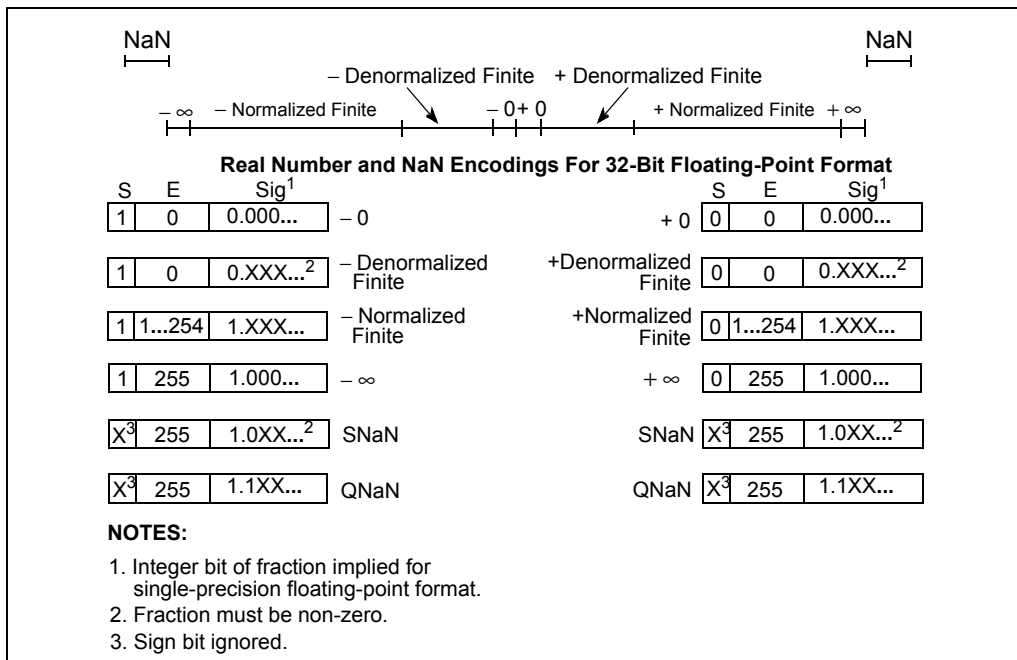 NaN NaN
– Denormalized Finite + Denormalized Finite
– ∞ – Normalized Finite – 0 + 0 + Normalized Finite + ∞
Real Number and NaN Encodings For 32-Bit Floating-Point Format
S E Sig1 S E Sig1
1 0 0.000... – 0 + 0 0 0 0.000...
1 0 0.XXX...2 – Denormalized Finite +Denormalized Finite 0 0 0.XXX...2
1 1...254 1.XXX... – Normalized Finite +Normalized Finite 0 1...254 1.XXX...
1 255 1.000... – ∞ + ∞ 0 255 1.000...
X3 255 1.0XX...2 SNaN SNaN X3 255 1.0XX...2
X3 255 1.1XX... QNaN QNaN X3 255 1.1XX...
NOTES:
1. Integer bit of fraction implied for
single-precision floating-point format.
2. Fraction must be non-zero.
3. Sign bit ignored.